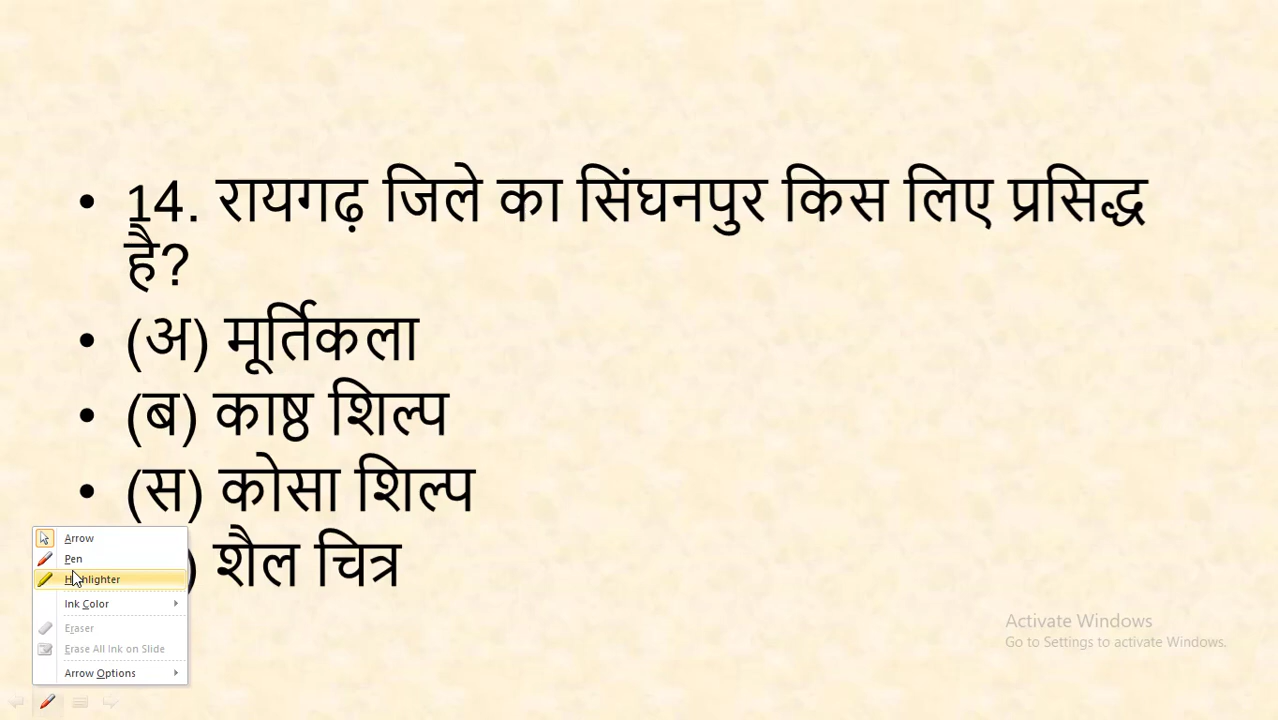 • 14. रायगढ़ जिले का सिंघनपुर किस लिए प्रसिद्ध
है?
• (अ) मूर्तिकला
• (ब) काष्ठ शिल्प
• (स) कोसा शिल्प
) शैल चित्र
Arrow
Pen
Highlighter
Ink Color
Eraser
Erase All Ink on Slide
Arrow Options
Activate Windows
Go to Settings to activate Windows.